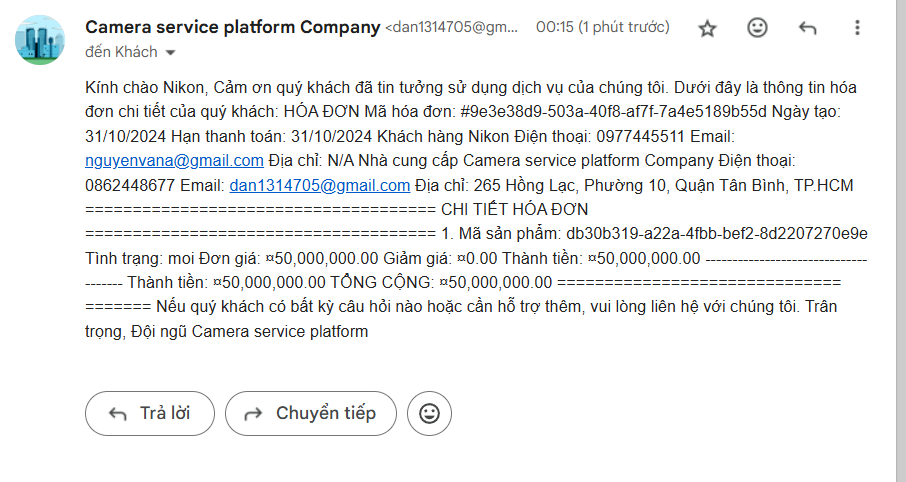 Camera service platform Company <dan1314705@gm... 00:15 (1 phút trước)
đến Khách
Kính chào Nikon, Cảm ơn quý khách đã tin tưởng sử dụng dịch vụ của chúng tôi. Dưới đây là thông tin hóa
đơn chi tiết của quý khách: HÓA ĐƠN Mã hóa đơn: #9e3e38d9-503a-40f8-af7f-7a4e5189b55d Ngày tạo:
31/10/2024 Hạn thanh toán: 31/10/2024 Khách hàng Nikon Điện thoại: 0977445511 Email:
nguyenvana@gmail.com Địa chỉ: N/A Nhà cung cấp Camera service platform Company Điện thoại:
0862448677 Email: dan1314705@gmail.com Địa chỉ: 265 Hồng Lạc, Phường 10, Quận Tân Bình, TP.HCM
===================================== CHI TIẾT HÓA ĐƠN
===================================== 1. Mã sản phẩm: db30b319-a22a-4fbb-bef2-8d2207270e9e
Tình trạng: moi Đơn giá: ¤50,000,000.00 Giảm giá: ¤0.00 Thành tiền: ¤50,000,000.00 ------------------------------
------- Thành tiền: ¤50,000,000.00 TỔNG CỘNG: ¤50,000,000.00 ==============================
======= Nếu quý khách có bất kỳ câu hỏi nào hoặc cần hỗ trợ thêm, vui lòng liên hệ với chúng tôi. Trân
trọng, Đội ngũ Camera service platform
Trả lời Chuyển tiếp